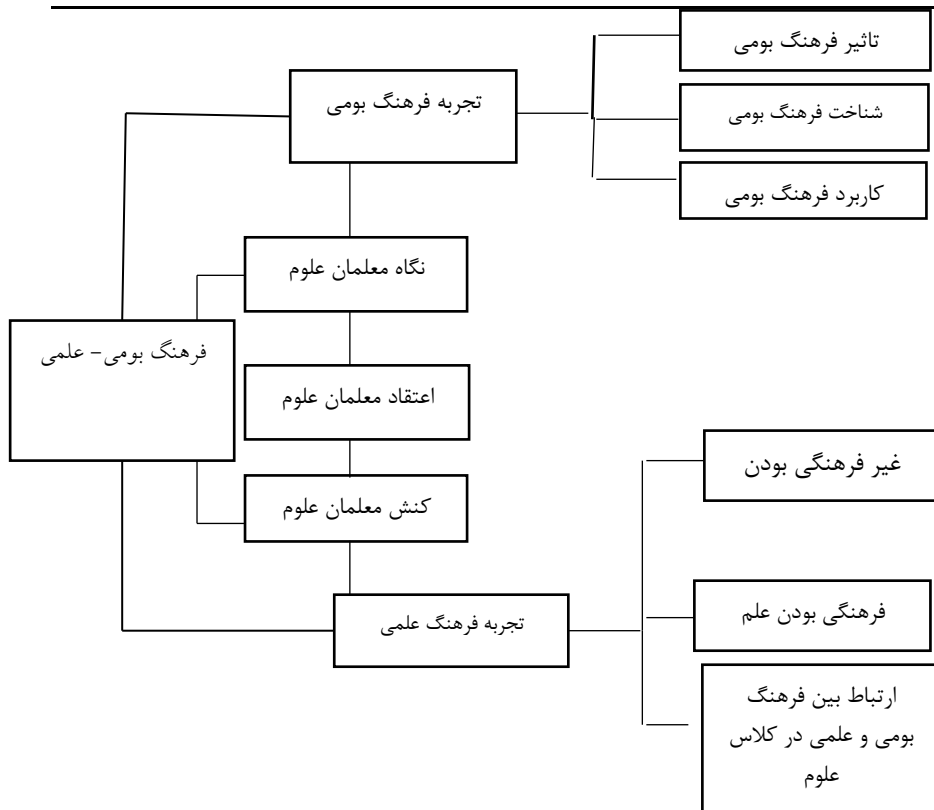 تاثیر فرهنگ بومی
تجربه فرهنگ بومی
شناخت فرهنگ بومی
کاربرد فرهنگ بومی
نگاه معلمان علوم
فرهنگ بومی– علمی
اعتقاد معلمان علوم
غیر فرهنگی بودن
کنش معلمان علوم
فرهنگی بودن علم
تجربه فرهنگ علمی
ارتباط بین فرهنگ
بومی و علمی در کلاس
علوم